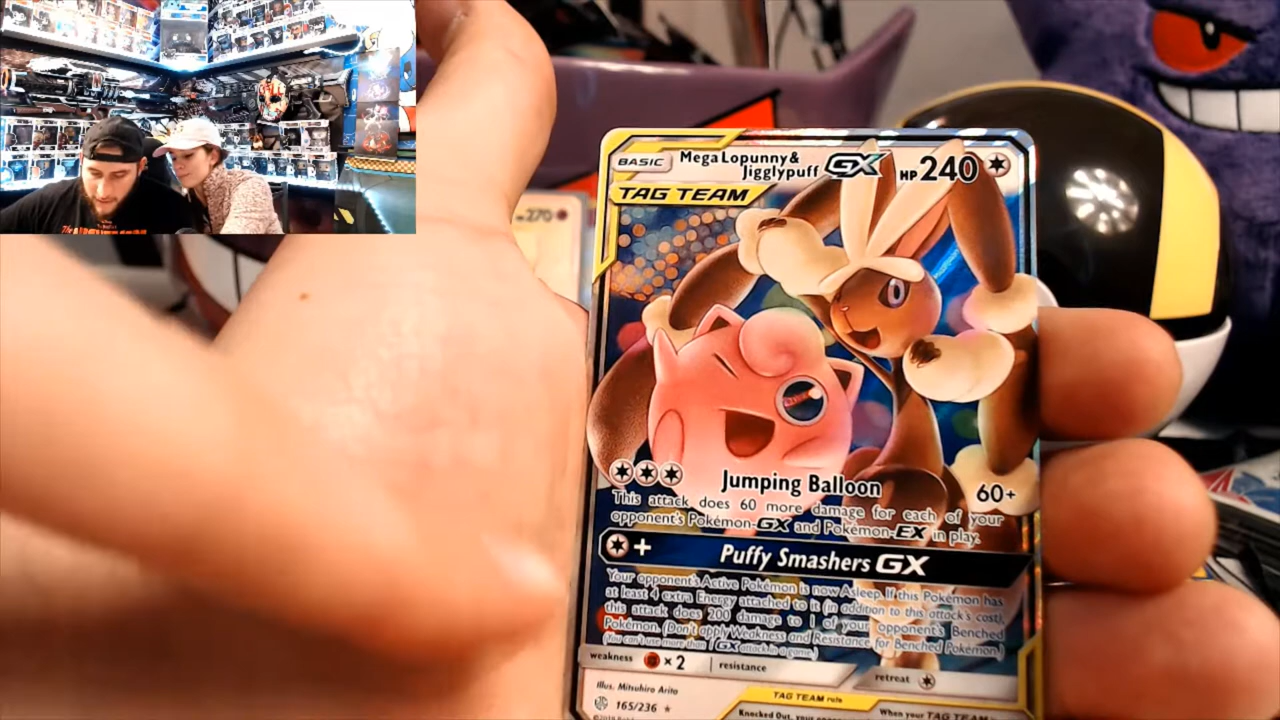 BASIC Mega Lopunny & Jigglypuff GX HP 240
TAG TEAM
270
Jumping Balloon 60+
This attack does 60 more damage for each of your
opponent's Pokémon-GX and Pokémon-EX in play.
+ Puffy Smashers GX
Your opponent's Active Pokémon is now Asleep. If this Pokémon has
at least 4 extra Energy attached to it (in addition to this attack's cost),
this attack does 200 damage to 1 of your opponent's Benched
Pokémon. (Don't apply Weakness and Resistance for Benched Pokémon.)
(You can't use more than 1 GX attack in a game.)
weakness × 2 resistance
retreat
Illus. Mitsuhiro Arita
165/236
TAG TEAM rule
When your TAG TEAM